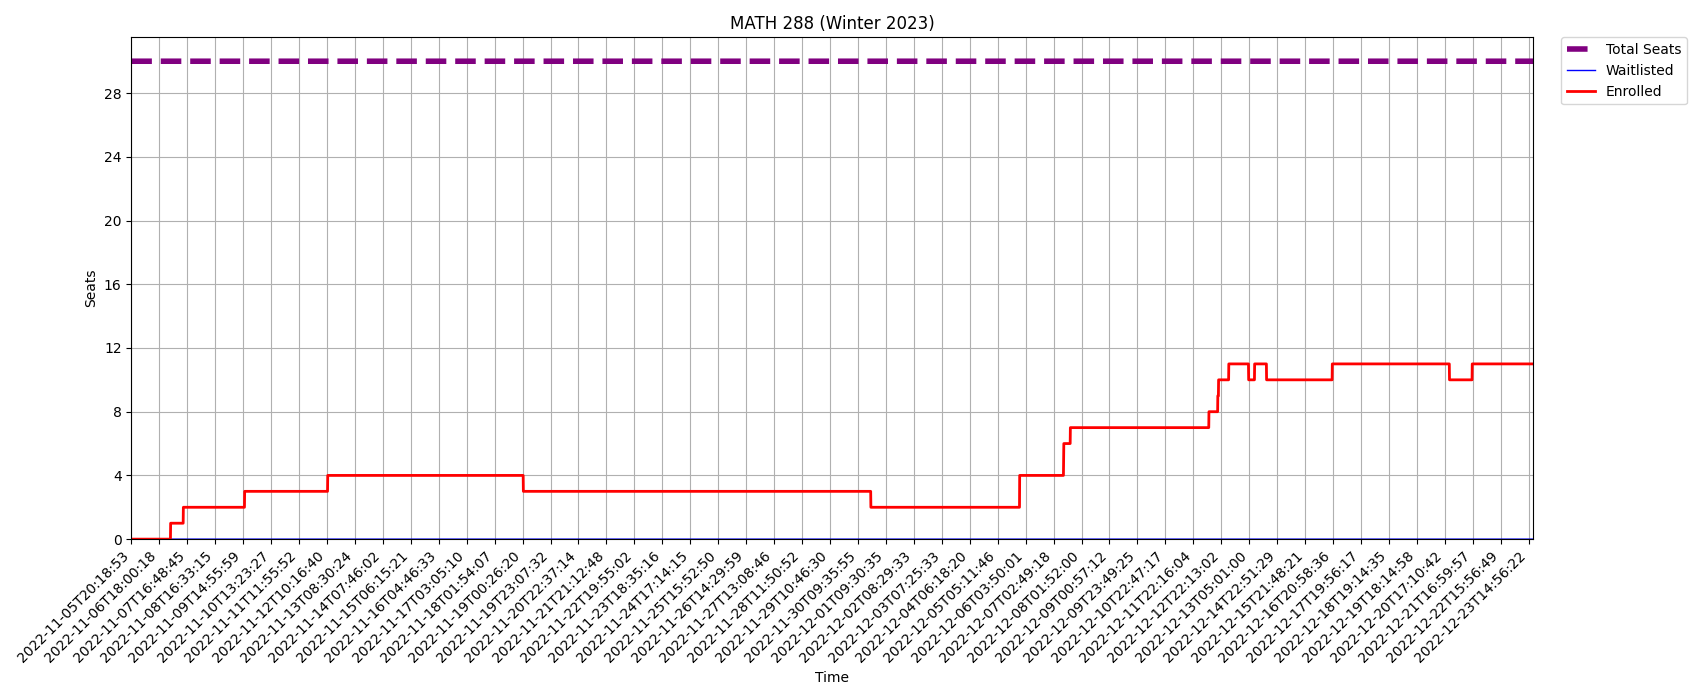 MATH 288 (Winter 2023)
Total Seats
Waitlisted
Enrolled
Seats
28
24
20
16
12
8
4
0
2022-11-05T20:18:53
2022-11-06T18:00:18
2022-11-07T16:48:45
2022-11-08T16:33:15
2022-11-09T14:55:59
2022-11-10T13:23:27
2022-11-11T11:55:52
2022-11-12T10:16:40
2022-11-13T08:30:24
2022-11-14T07:46:02
2022-11-15T06:15:21
2022-11-16T04:46:33
2022-11-17T03:05:10
2022-11-18T01:54:07
2022-11-19T00:26:20
2022-11-19T23:07:32
2022-11-20T22:37:14
2022-11-21T21:12:48
2022-11-22T19:55:02
2022-11-23T18:35:16
2022-11-24T17:14:15
2022-11-25T15:52:50
2022-11-26T14:29:59
2022-11-27T13:08:46
2022-11-28T11:50:52
2022-11-29T10:46:30
2022-11-30T09:35:55
2022-12-01T09:30:35
2022-12-02T08:29:33
2022-12-03T07:25:33
2022-12-04T06:18:20
2022-12-05T05:11:46
2022-12-06T03:50:01
2022-12-07T02:49:18
2022-12-08T01:52:00
2022-12-09T00:57:12
2022-12-09T23:49:25
2022-12-10T22:47:17
2022-12-11T22:16:04
2022-12-12T22:13:02
2022-12-13T05:01:00
2022-12-14T22:51:29
2022-12-15T21:48:21
2022-12-16T20:58:36
2022-12-17T19:56:17
2022-12-18T19:14:35
2022-12-19T18:14:58
2022-12-20T17:10:42
2022-12-21T16:59:57
2022-12-22T15:56:49
2022-12-23T14:56:22
Time